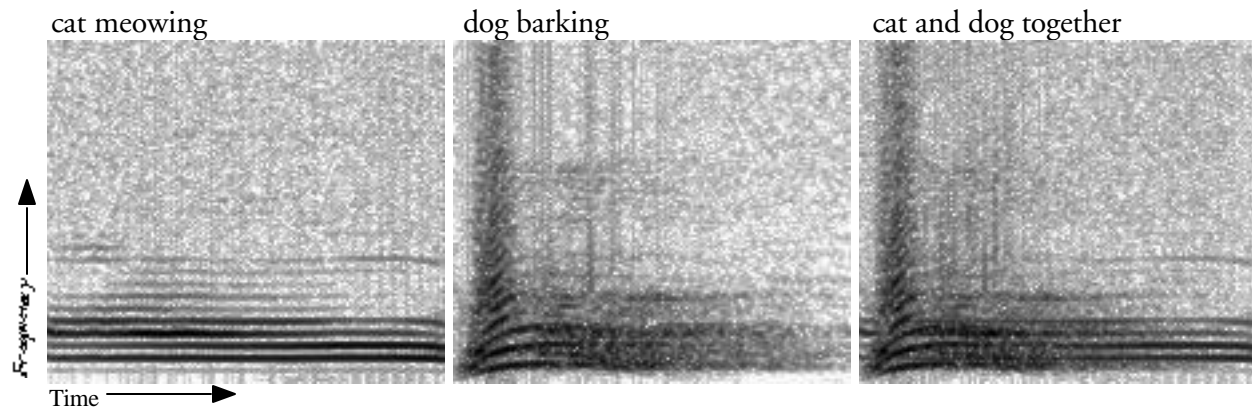 cat meowing
dog barking
cat and dog together
Frequency
Time